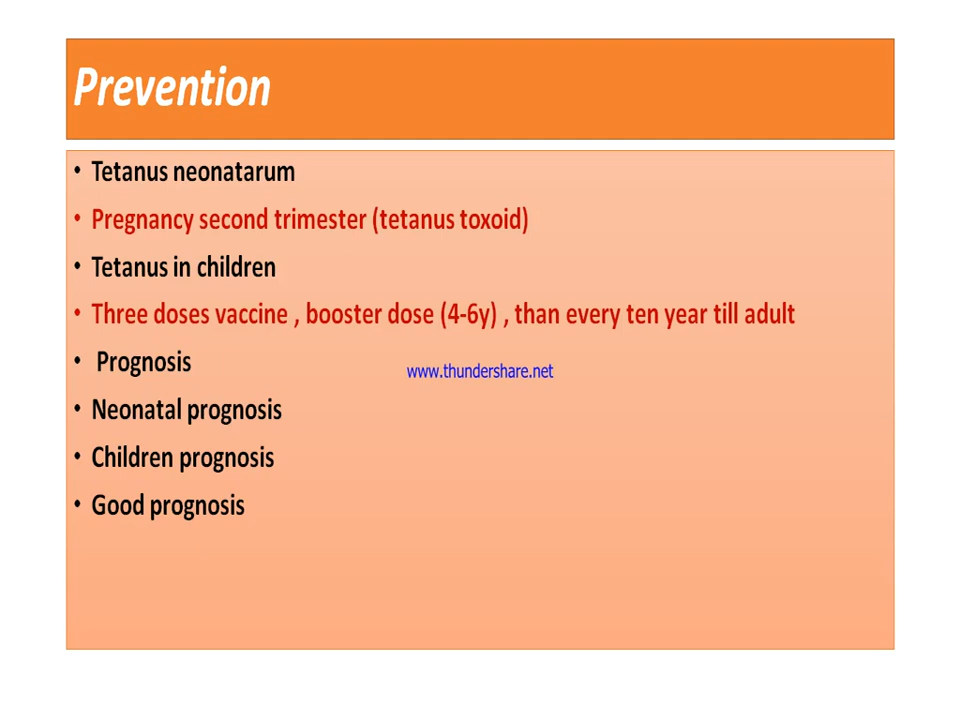 Prevention
• Tetanus neonatarum
• Pregnancy second trimester (tetanus toxoid)
• Tetanus in children
• Three doses vaccine , booster dose (4-6y) , than every ten year till adult
• Prognosis
www.thundershare.net
• Neonatal prognosis
• Children prognosis
• Good prognosis